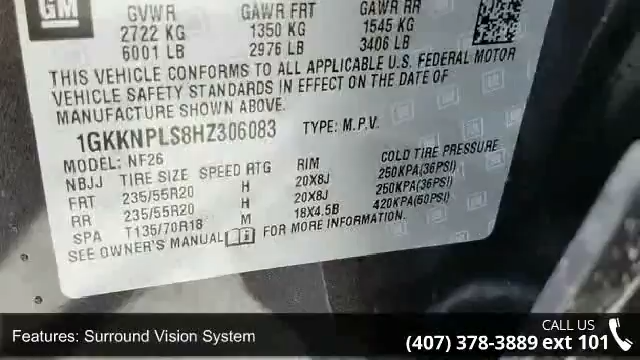 GM
GVWR GAWR FRT GAWR RR
2722 KG 1350 KG 1545 KG
6001 LB 2976 LB 3406 LB
THIS VEHICLE CONFORMS TO ALL APPLICABLE U.S. FEDERAL MOTOR
VEHICLE SAFETY STANDARDS IN EFFECT ON THE DATE OF
MANUFACTURE SHOWN ABOVE.
1GKKNPLS8HZ306083 TYPE: M.P.V.
MODEL: NF26
NBJJ TIRE SIZE SPEED RTG RIM COLD TIRE PRESSURE
FRT 235/55R20 H 20X8J 250KPA(36PSI)
RR 235/55R20 H 20X8J 250KPA(36PSI)
SPA T135/70R18 M 18X4.5B 420KPA(60PSI)
SEE OWNER'S MANUAL FOR MORE INFORMATION.
Features: Surround Vision System
CALL US
(407) 378-3889 ext 101